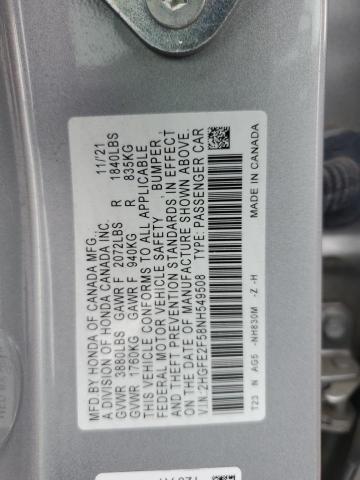 MFD.BY HONDA OF CANADA MFG., 11/'21
A DIVISION OF HONDA CANADA INC.
GVWR 3880LBS GAWR F 2072LBS R 1840LBS
GVWR 1760KG GAWR F 940KG R 835KG
THIS VEHICLE CONFORMS TO ALL APPLICABLE
FEDERAL MOTOR VEHICLE SAFETY BUMPER,
AND THEFT PREVENTION STANDARDS IN EFFECT
ON THE DATE OF MANUFACTURE SHOWN ABOVE.
V.I.N.:2HGFE2F58NH549508 TYPE: PASSENGER CAR
T23 N AG5 -NH830M -Z -H MADE IN CANADA